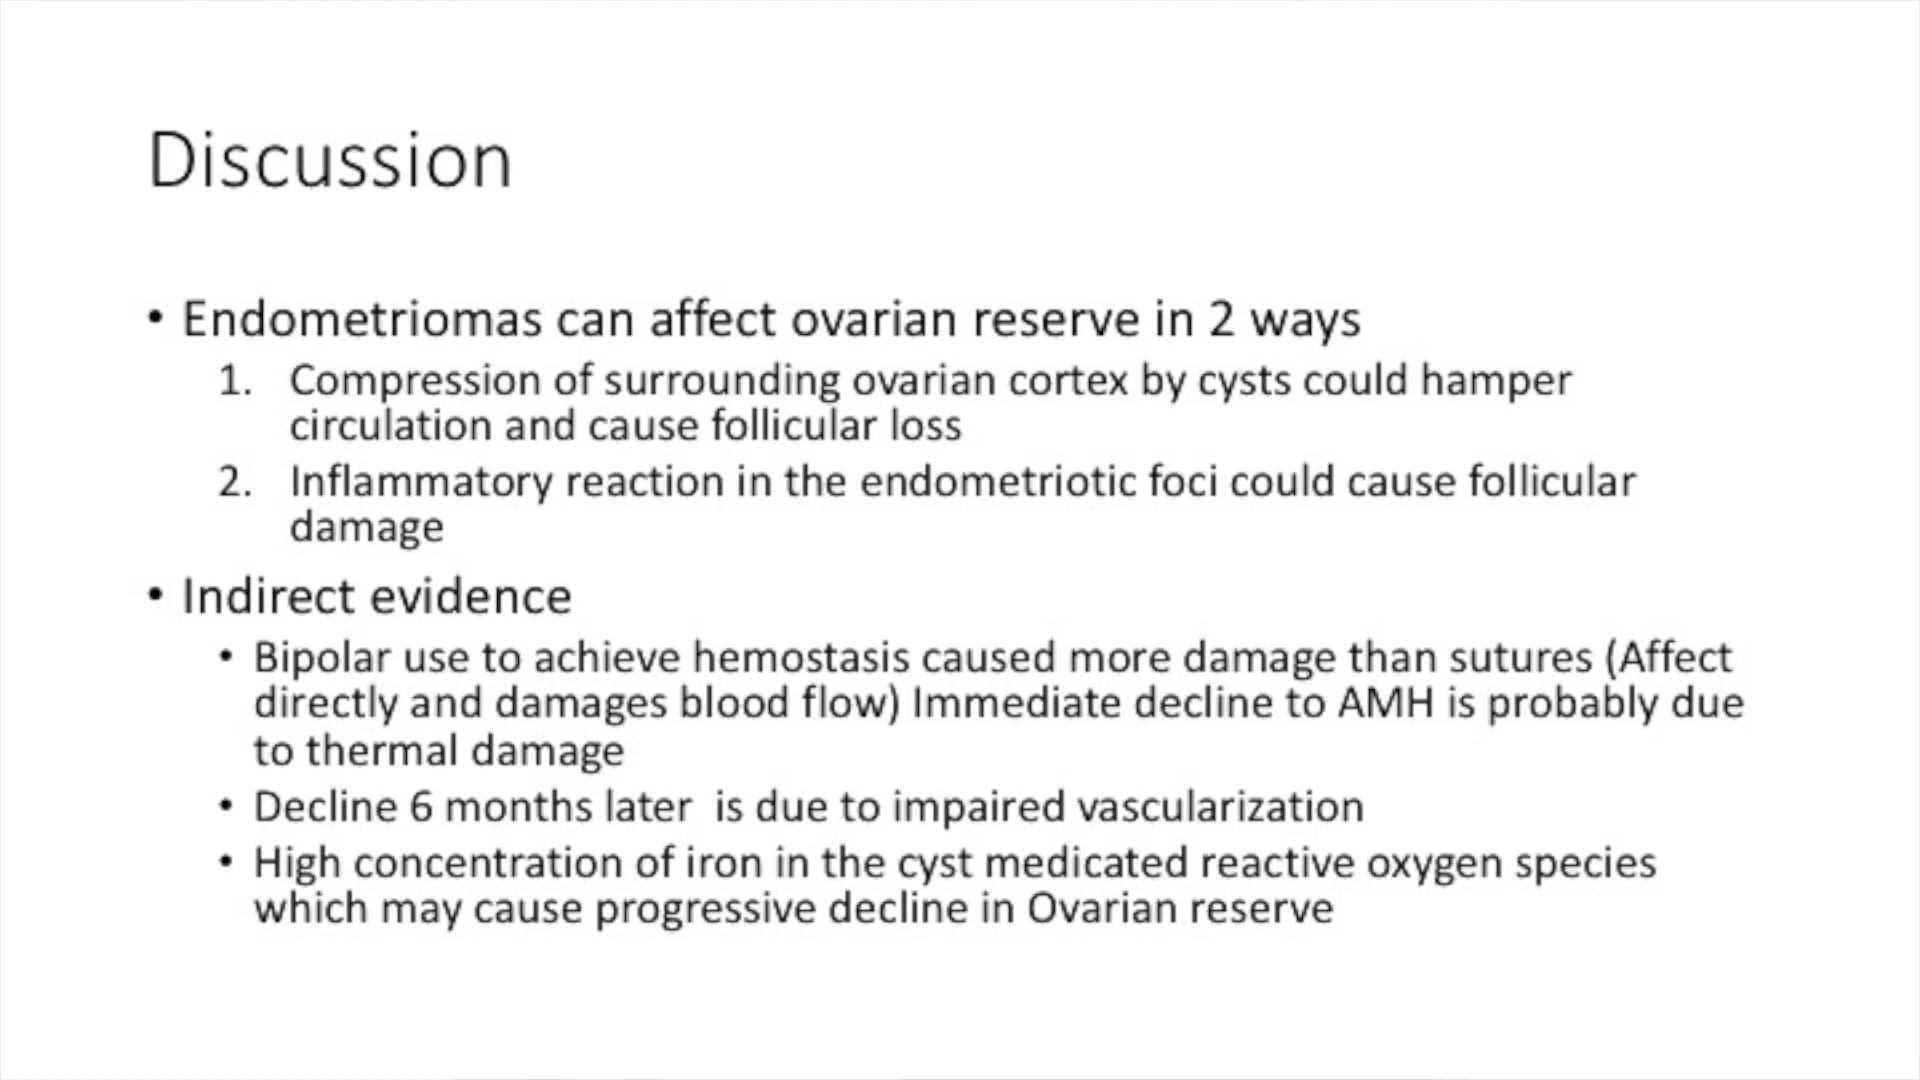 Discussion
• Endometriomas can affect ovarian reserve in 2 ways
1. Compression of surrounding ovarian cortex by cysts could hamper
circulation and cause follicular loss
2. Inflammatory reaction in the endometriotic foci could cause follicular
damage
• Indirect evidence
• Bipolar use to achieve hemostasis caused more damage than sutures (Affect
directly and damages blood flow) Immediate decline to AMH is probably due
to thermal damage
• Decline 6 months later is due to impaired vascularization
• High concentration of iron in the cyst medicated reactive oxygen species
which may cause progressive decline in Ovarian reserve